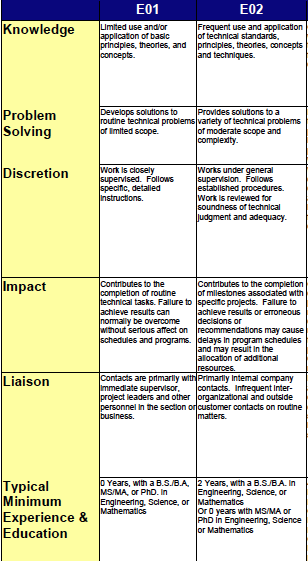 E01 E02
Knowledge
Limited use and/or
application of basic
principles, theories, and
concepts.
Frequent use and application
of technical standards,
principles, theories, concepts
and techniques.
Problem
Solving
Develops solutions to
routine technical problems
of limited scope.
Provides solutions to a
variety of technical problems
of moderate scope and
complexity.
Discretion
Work is closely
supervised. Follows
specific, detailed
instructions.
Works under general
supervision. Follows
established procedures.
Work is reviewed for
soundness of technical
judgment and adequacy.
Impact
Contributes to the
completion of routine
technical tasks. Failure to
achieve results can
normally be overcome
without serious affect on
schedules and programs.
Contributes to the completion
of milestones associated with
specific projects. Failure to
achieve results or erroneous
decisions or
recommendations may cause
delays in program schedules
and may result in the
allocation of additional
resources.
Liaison
Contacts are primarily with
immediate supervisor,
project leaders and other
personnel in the section or
business.
Primarily internal company
contacts. Infrequent inter-
organizational and outside
customer contacts on routine
matters.
Typical
Minimum
Experience &
Education
0 Years, with a B.S./B.A,
MS/MA, or PhD. in
Engineering, Science, or
Mathematics
2 Years, with a B.S./B.A. in
Engineering, Science, or
Mathematics
Or 0 years with MS/MA or
PhD in Engineering, Science
or Mathematics